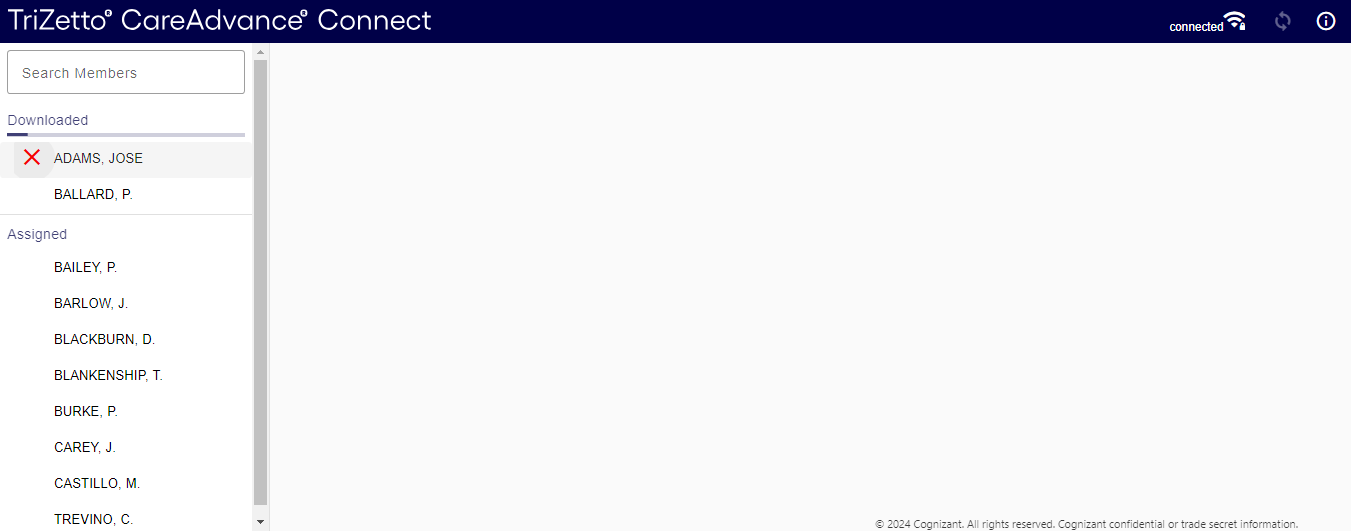 TriZetto® CareAdvance® Connect
connected
Search Members
Downloaded
ADAMS, JOSE
BALLARD, P.
Assigned
BAILEY, P.
BARLOW, J.
BLACKBURN, D.
BLANKENSHIP, T.
BURKE, P.
CAREY, J.
CASTILLO, M.
TREVINO, C.
© 2024 Cognizant. All rights reserved. Cognizant confidential or trade secret information.